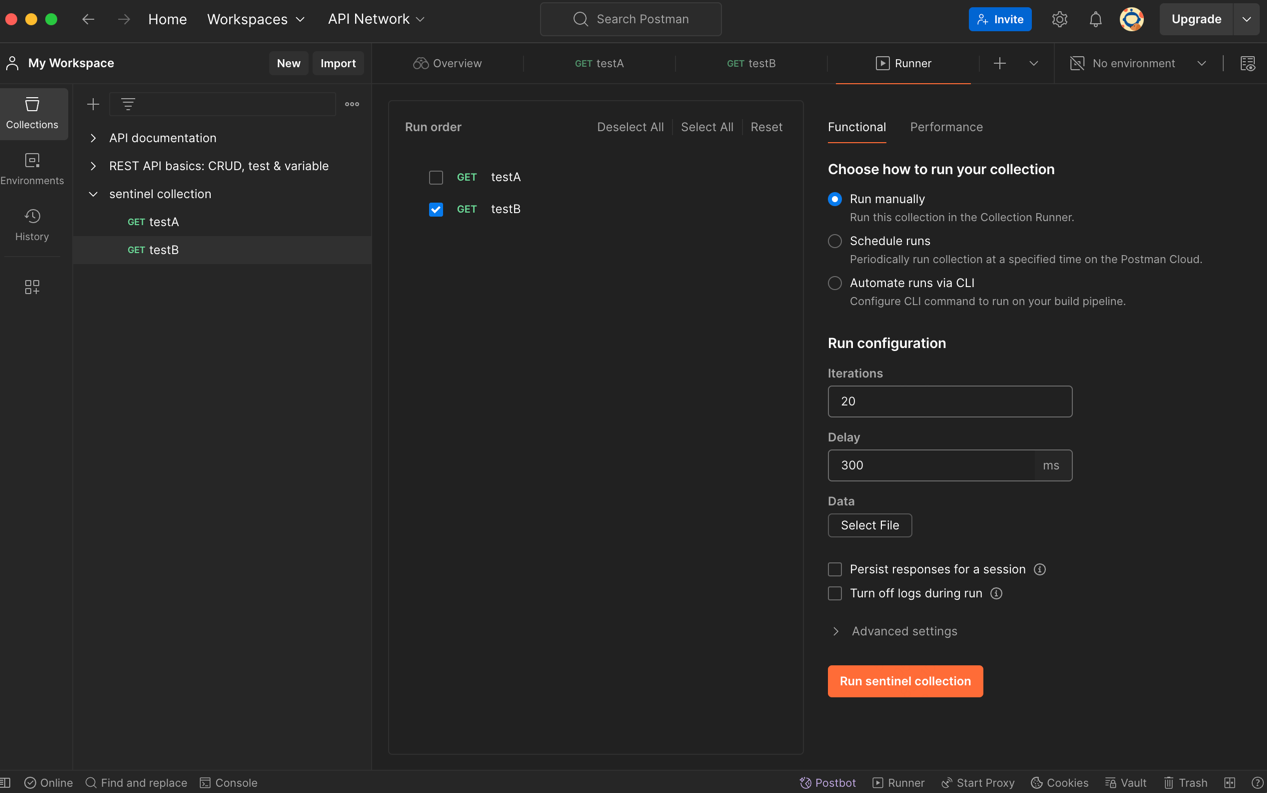 Home
Workspaces
API Network
Search Postman
Invite
Upgrade
My Workspace
New
Import
Overview
GET testA
GET testB
Runner
No environment
Collections
Environments
History
API documentation
REST API basics: CRUD, test & variable
sentinel collection
GET testA
GET testB
Run order
Deselect All
Select All
Reset
GET testA
GET testB
Functional
Performance
Choose how to run your collection
Run manually
Run this collection in the Collection Runner.
Schedule runs
Periodically run collection at a specified time on the Postman Cloud.
Automate runs via CLI
Configure CLI command to run on your build pipeline.
Run configuration
Iterations
20
Delay
300 ms
Data
Select File
Persist responses for a session
Turn off logs during run
Advanced settings
Run sentinel collection
Online
Find and replace
Console
Postbot
Runner
Start Proxy
Cookies
Vault
Trash